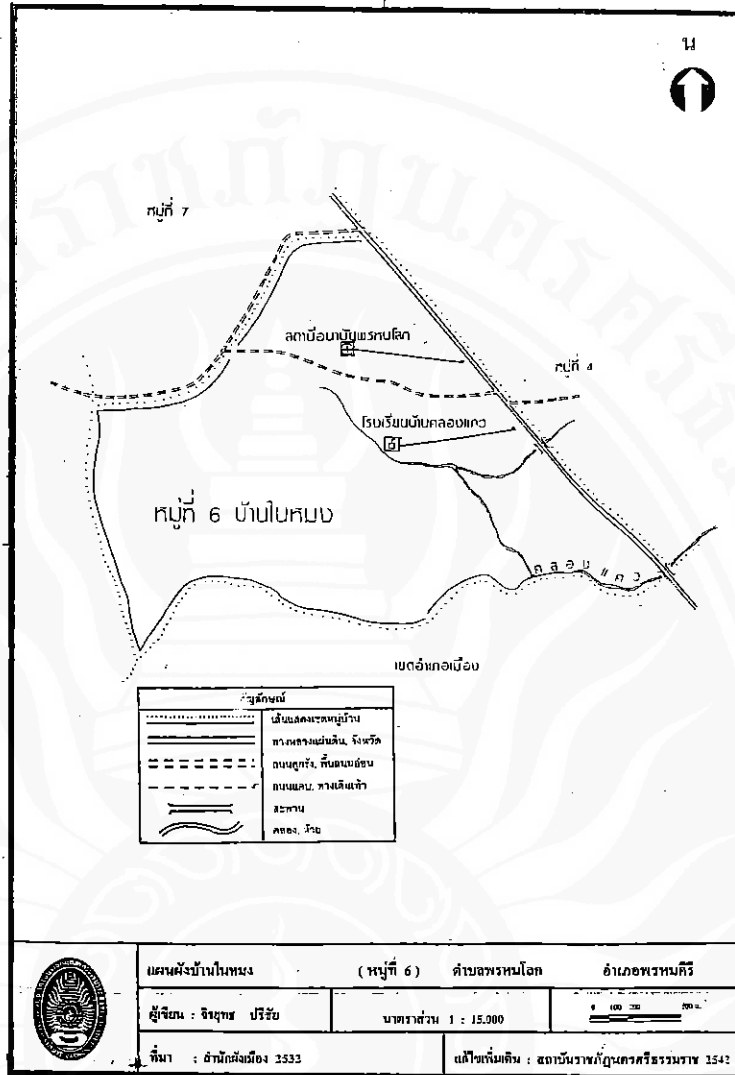 น
หมู่ที่ 7
สถานีอนามัยพรหมโลก
หมู่ที่ 4
โรงเรียนบ้านคลองแคว
หมู่ที่ 6 บ้านในหมง
คลองแคว
เขตอำเภอเมือง
สัญลักษณ์
เส้นแสดงเขตหมู่บ้าน
ทางหลวงแผ่นดิน, จังหวัด
ถนนลูกรัง, พื้นถนนอ่อน
ถนนแคบ, ทางเดินเท้า
สะพาน
คลอง, ห้วย
แผนผังบ้านในหมง (หมู่ที่ 6) ตำบลพรหมโลก อำเภอพรหมคีรี
ผู้เขียน : จิรยุทธ ปรีชัย มาตราส่วน 1 : 15.000 0 100 200 500 ม.
ที่มา : สำนักผังเมือง 2533 แก้ไขเพิ่มเติม : สถาบันราชภัฏนครศรีธรรมราช 2542